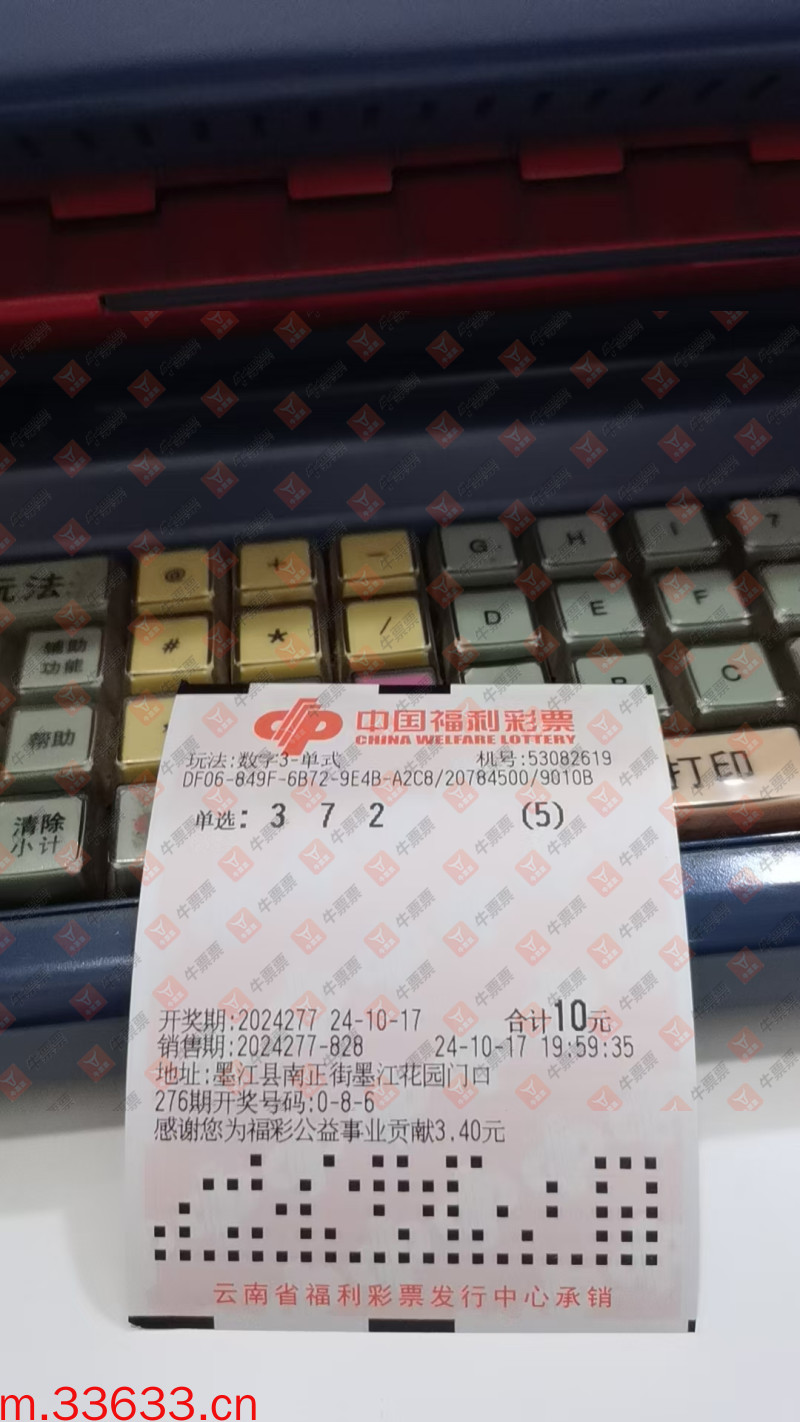 7
G
H
I
玩法
@
+
-
D
E
F
辅助
功能
#
*
/
C
帮助
打印
清除
小计
中国福利彩票
CHINA WELFARE LOTTERY
玩法:数字3-单式 机号:53082619
DF06-849F-6B72-9E4B-A2C8/20784500/9010B
单选: 3 7 2 (5)
开奖期:2024277 24-10-17 合计10元
销售期:2024277-828 24-10-17 19:59:35
地址:墨江县南正街墨江花园门口
276期开奖号码:0-8-6
感谢您为福彩公益事业贡献3.40元
云南省福利彩票发行中心承销
牛票票
m.33633.cn